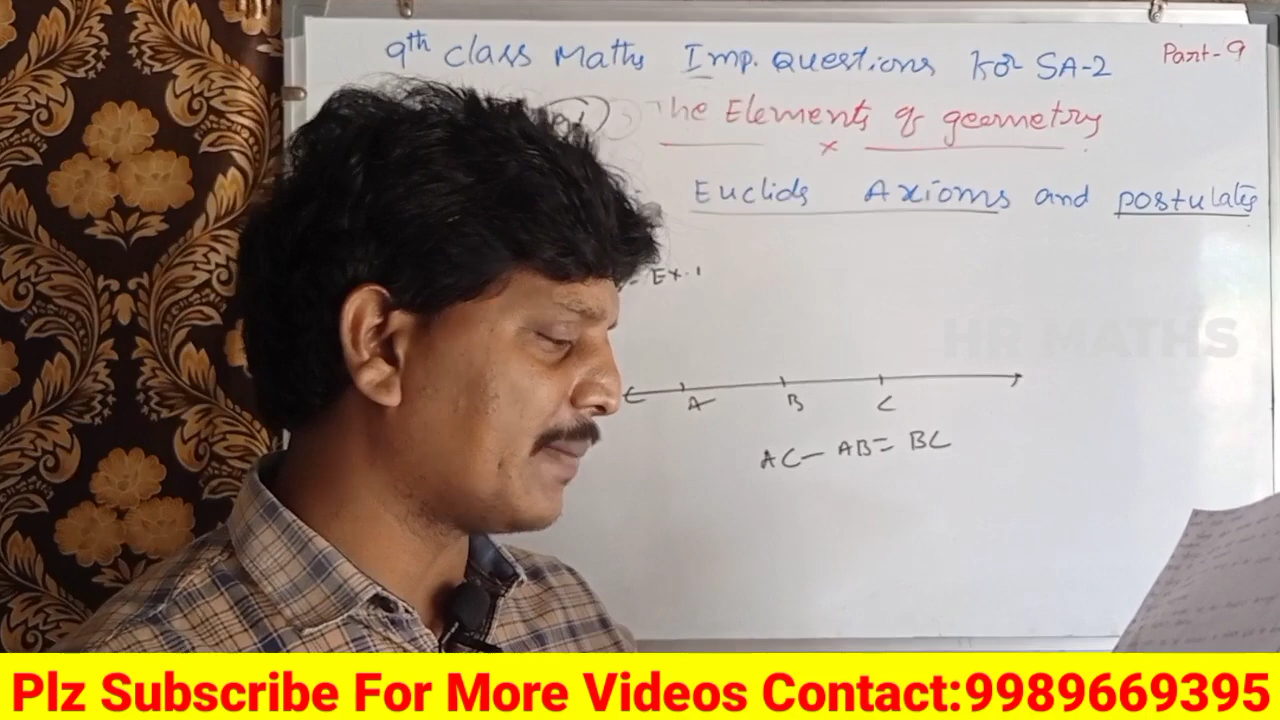 9th class Maths Imp. Questions for SA-2 Part-9
The Elements of geometry
Euclids Axioms and postulates
Ex.1
HR MATHS
A B C
AC- AB= BC
Plz Subscribe For More Videos Contact:9989669395